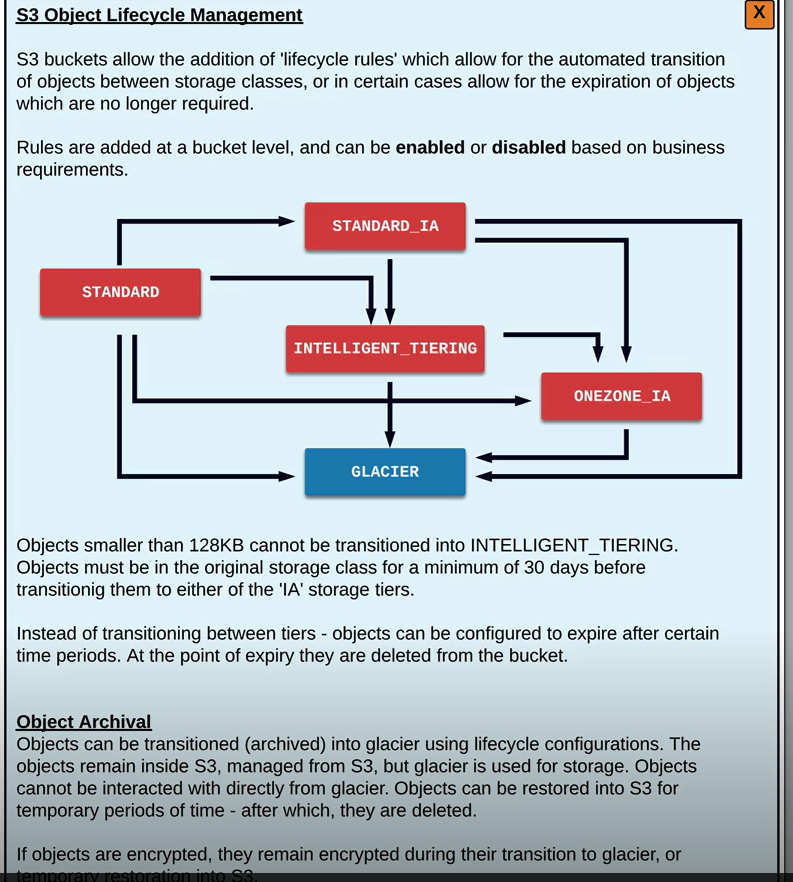 S3 Object Lifecycle Management
X
S3 buckets allow the addition of 'lifecycle rules' which allow for the automated transition
of objects between storage classes, or in certain cases allow for the expiration of objects
which are no longer required.
Rules are added at a bucket level, and can be enabled or disabled based on business
requirements.
STANDARD_IA
STANDARD
INTELLIGENT_TIERING
ONEZONE_IA
GLACIER
Objects smaller than 128KB cannot be transitioned into INTELLIGENT_TIERING.
Objects must be in the original storage class for a minimum of 30 days before
transitionig them to either of the 'IA' storage tiers.
Instead of transitioning between tiers - objects can be configured to expire after certain
time periods. At the point of expiry they are deleted from the bucket.
Object Archival
Objects can be transitioned (archived) into glacier using lifecycle configurations. The
objects remain inside S3, managed from S3, but glacier is used for storage. Objects
cannot be interacted with directly from glacier. Objects can be restored into S3 for
temporary periods of time - after which, they are deleted.
If objects are encrypted, they remain encrypted during their transition to glacier, or
temporary restoration into S3.